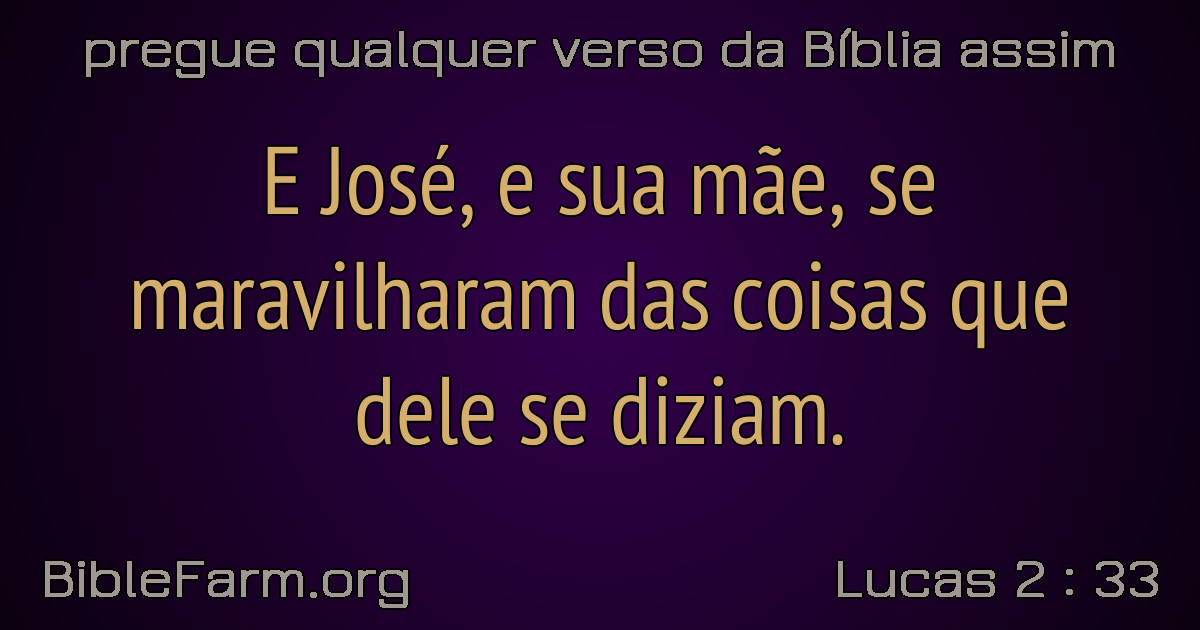 pregue qualquer verso da Bíblia assim
E José, e sua mãe, se
maravilharam das coisas que
dele se diziam.
BibleFarm.org
Lucas 2 : 33